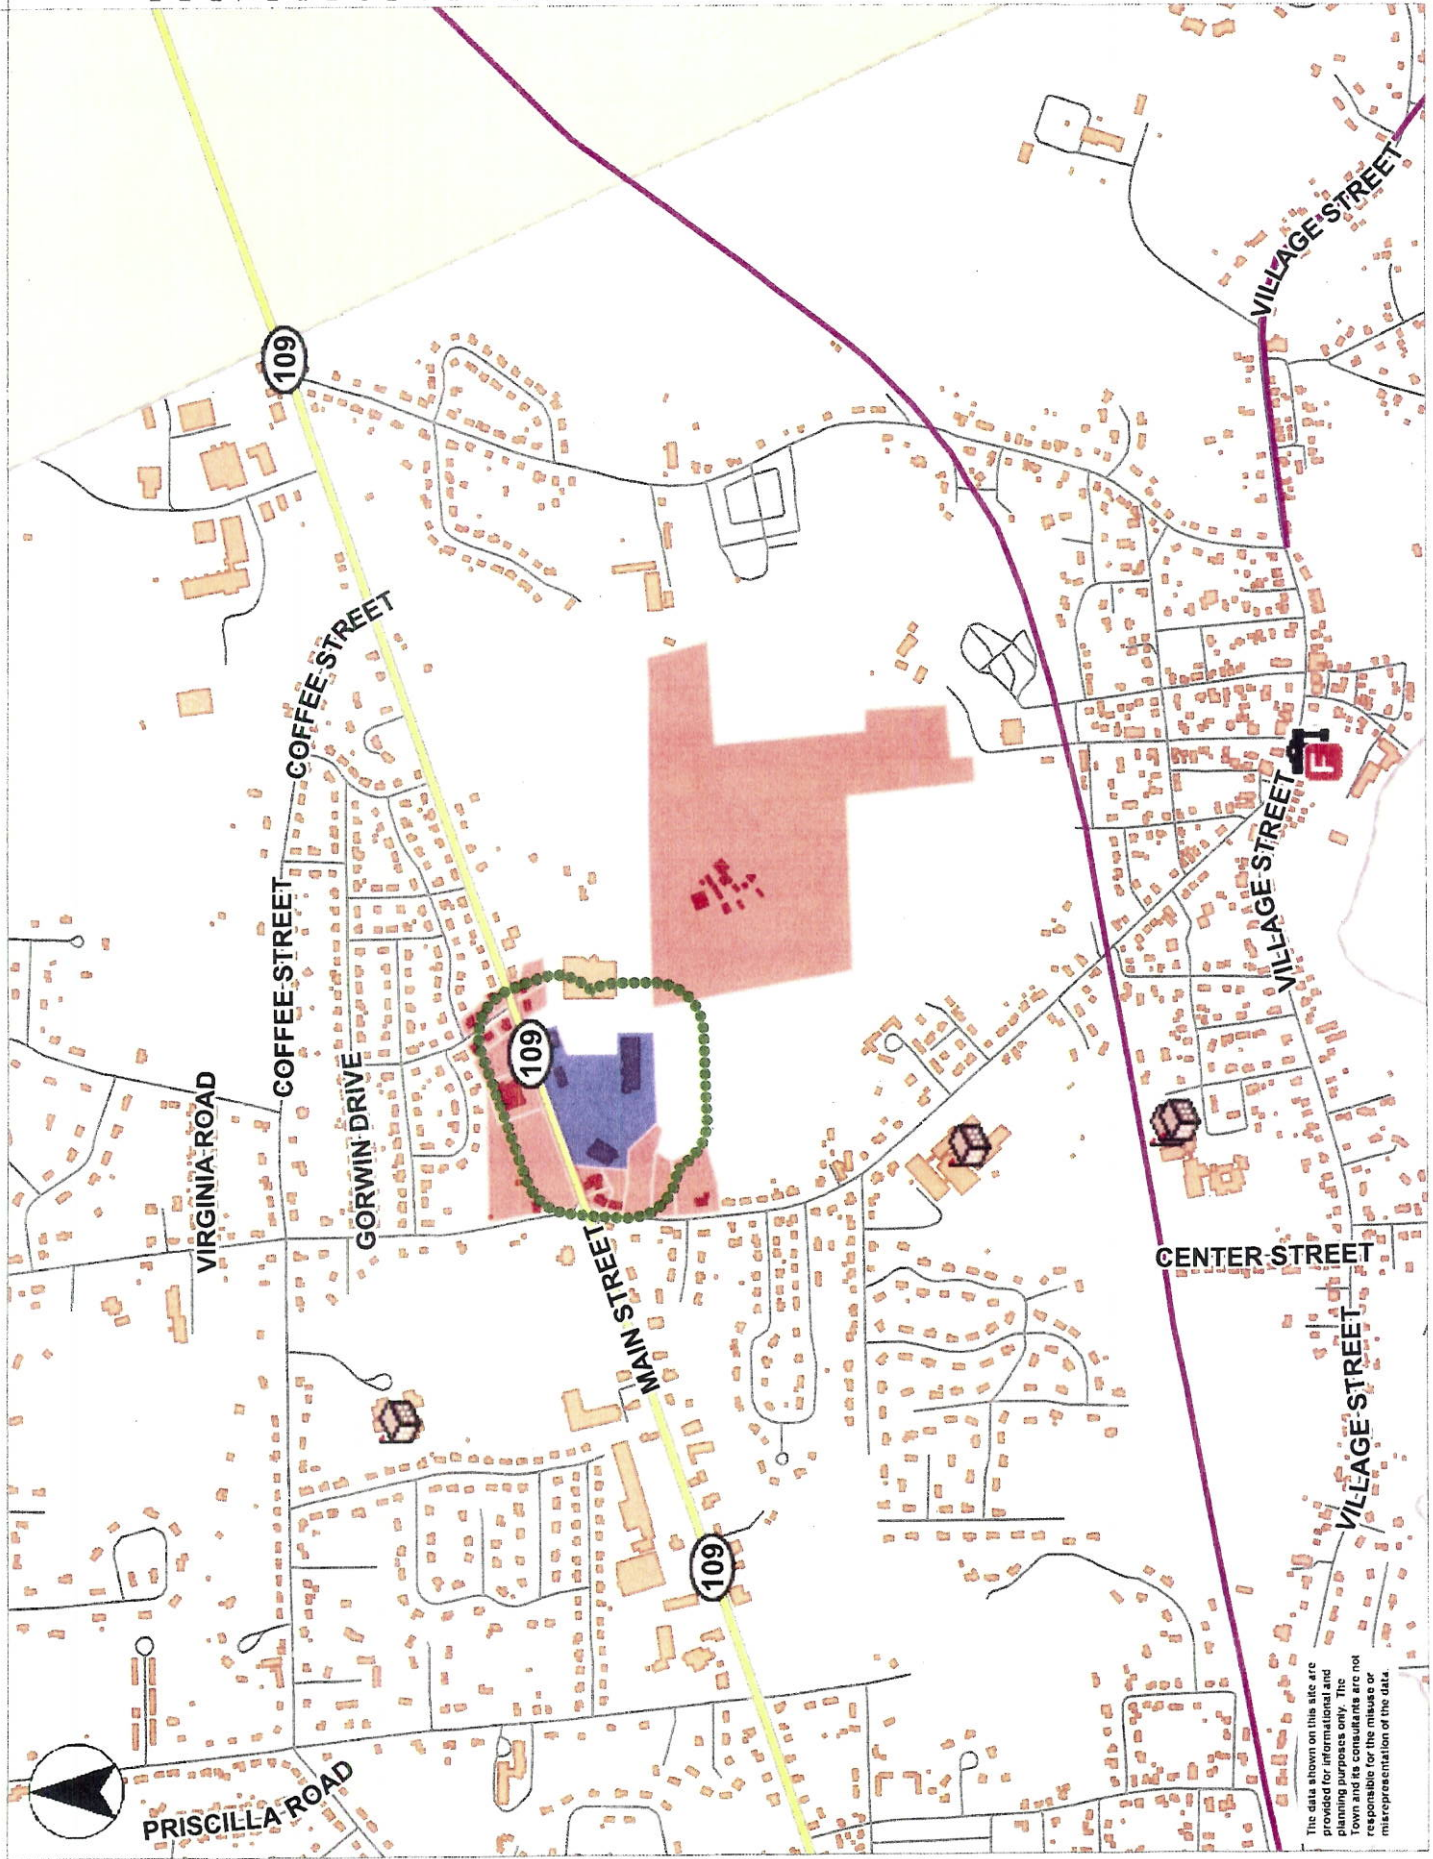 109
COFFEE STREET
COFFEE STREET
COFFEE STREET
VIRGINIA ROAD
GORWIN DRIVE
109
MAIN STREET
109
PRISCILLA ROAD
VILLAGE STREET
VILLAGE STREET
CENTER STREET
VILLAGE STREET
F
The data shown on this site are
provided for informational and
planning purposes only. The
Town and its consultants are not
responsible for the misuse or
misrepresentation of the data.